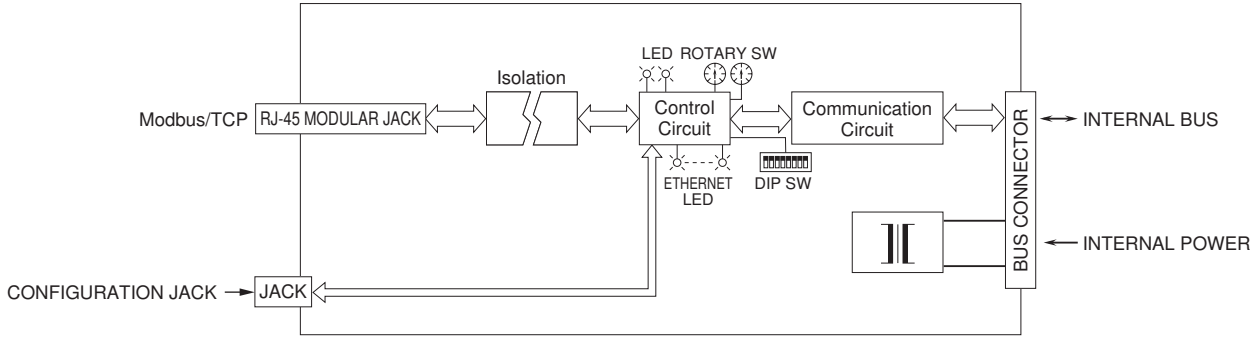 LED
ROTARY SW
Isolation
Modbus/TCP
RJ-45 MODULAR JACK
Control
Circuit
Communication
Circuit
BUS CONNECTOR
INTERNAL BUS
ETHERNET
LED
DIP SW
INTERNAL POWER
CONFIGURATION JACK
JACK